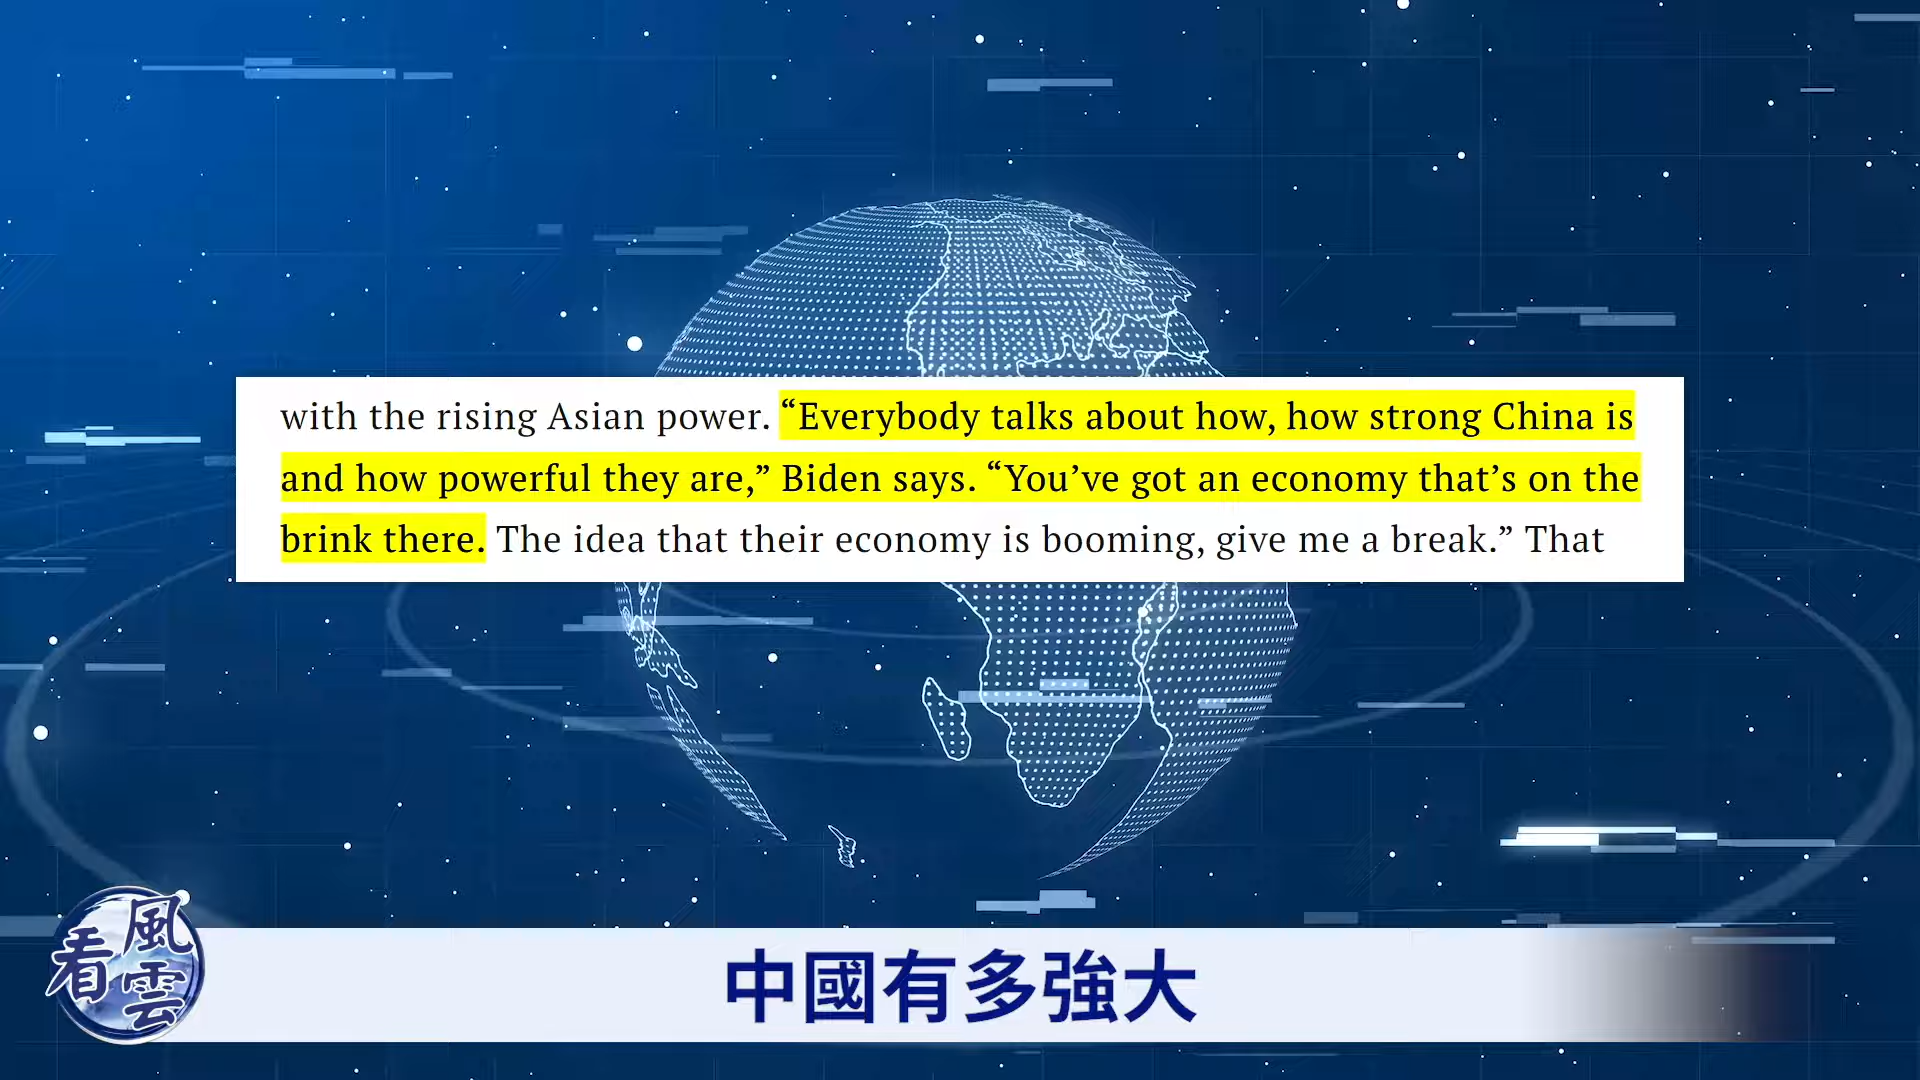 with the rising Asian power. “Everybody talks about how, how strong China is
and how powerful they are,” Biden says. “You’ve got an economy that’s on the
brink there. The idea that their economy is booming, give me a break.” That
看風雲
中國有多強大